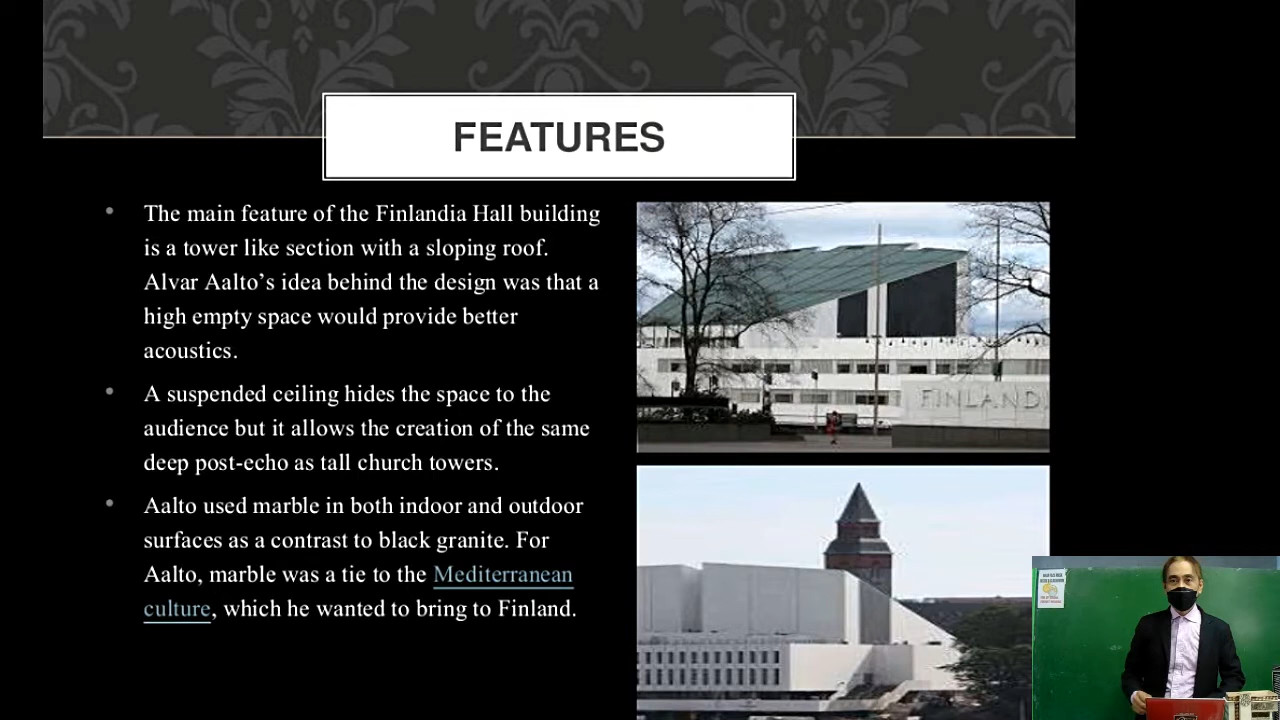 FEATURES
The main feature of the Finlandia Hall building
is a tower like section with a sloping roof.
Alvar Aalto’s idea behind the design was that a
high empty space would provide better
acoustics.
A suspended ceiling hides the space to the
audience but it allows the creation of the same
deep post-echo as tall church towers.
Aalto used marble in both indoor and outdoor
surfaces as a contrast to black granite. For
Aalto, marble was a tie to the Mediterranean
culture, which he wanted to bring to Finland.
FINLAND